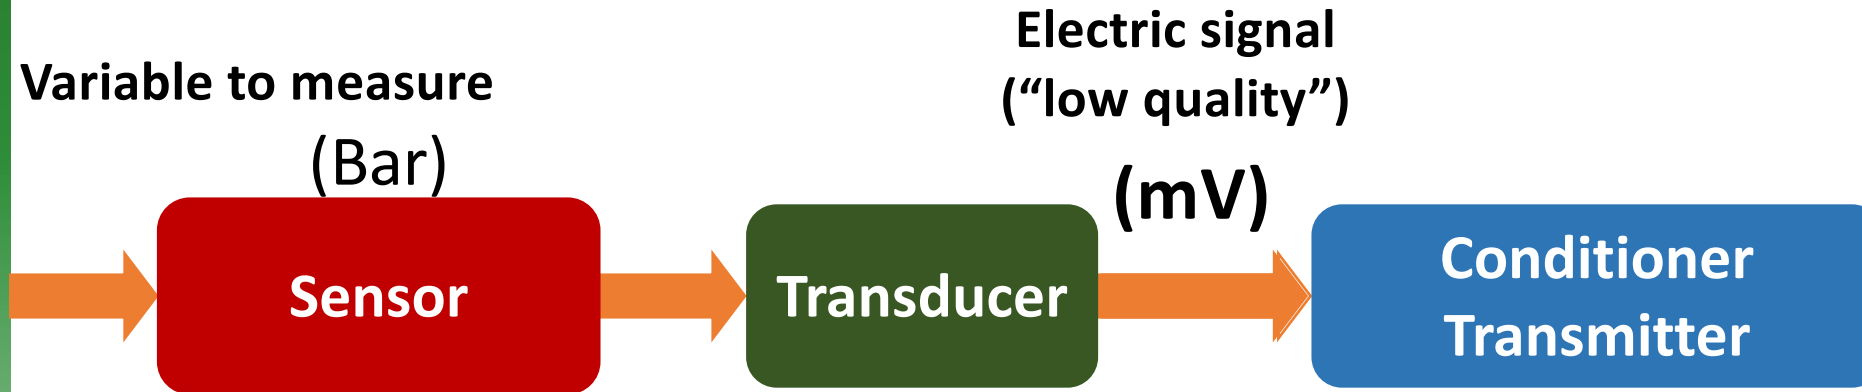 Variable to measure
(Bar)
Sensor
Transducer
Electric signal
(“low quality”)
(mV)
Conditioner
Transmitter